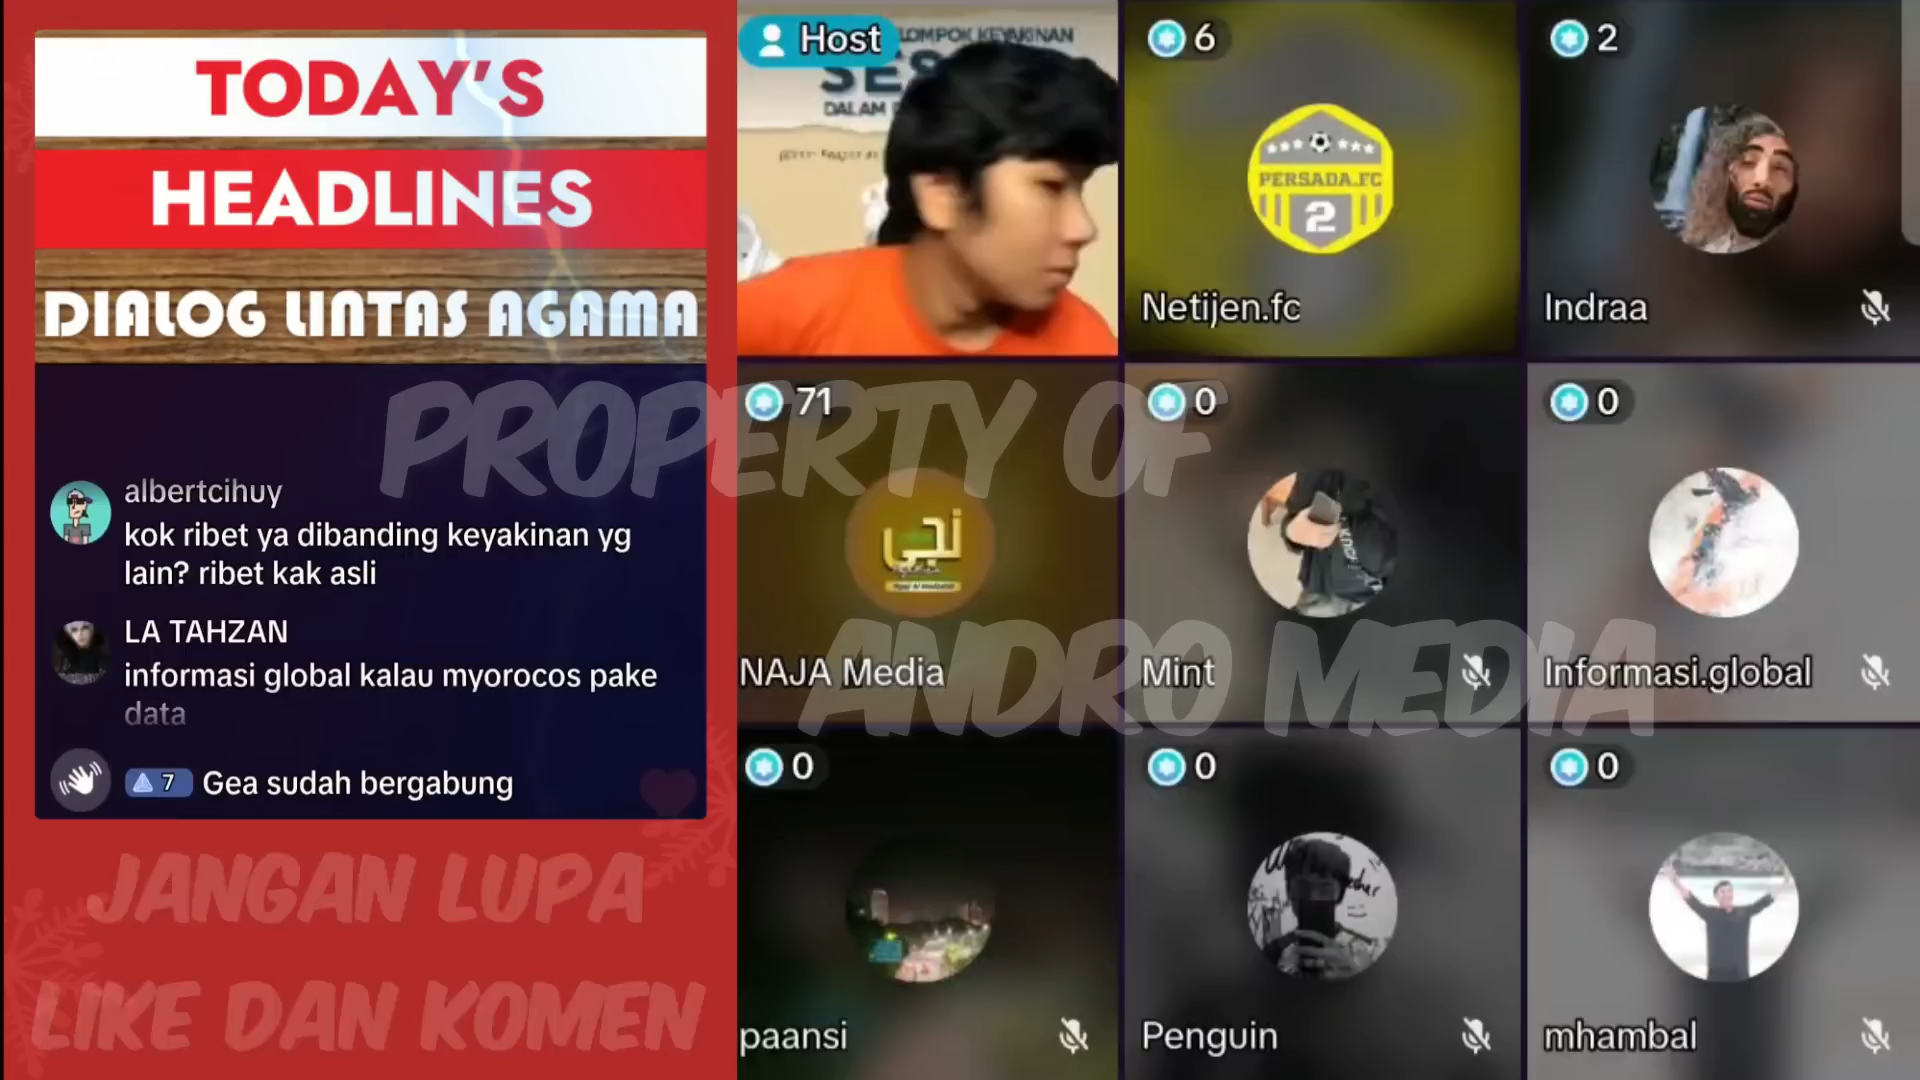 TODAY'S
HEADLINES
DIALOG LINTAS AGAMA
albertcihuy
kok ribet ya dibanding keyakinan yg
lain? ribet kak asli
LA TAHZAN
informasi global kalau myorocos pake
data
7 Gea sudah bergabung
JANGAN LUPA
LIKE DAN KOMEN
PROPERTY OF
ANDRO MEDIA
Host
KEYAKINAN
DALAM
6
PERSADA.FC
2
Netijen.fc
2
Indraa
71
نجى
NAJA Media
0
Mint
0
Informasi.global
0
paansi
0
Penguin
0
mhambal